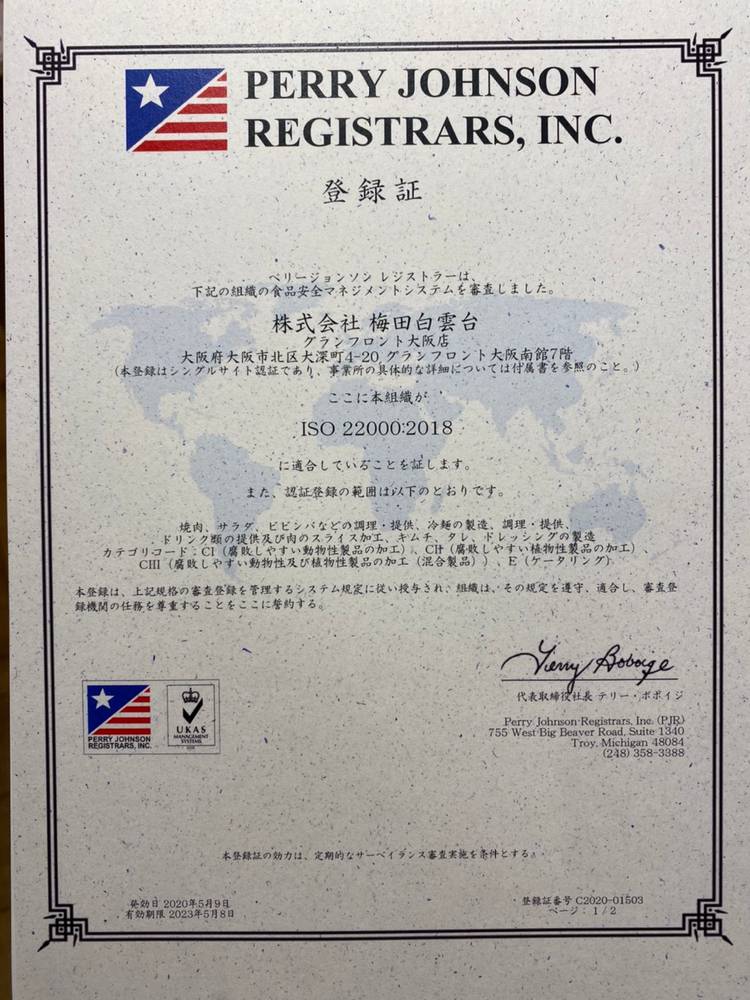 PERRY JOHNSON
REGISTRARS, INC.
登録証
ペリージョンソン レジストラーは、
下記の組織の食品安全マネジメントシステムを審査しました。
株式会社 梅田白雲台
グランフロント大阪店
大阪府大阪市北区大深町4-20 グランフロント大阪南館7階
(本登録はシングルサイト認証であり、事業所の具体的な詳細については付属書を参照のこと。)
ここに本組織が
ISO 22000:2018
に適合していることを証します。
また、認証登録の範囲は以下のとおりです。
焼肉、サラダ、ビビンバなどの調理・提供、冷麺の製造、調理・提供、
ドリンク類の提供及び肉のスライス加工、キムチ、タレ、ドレッシングの製造
カテゴリコード：CI（腐敗しやすい動物性製品の加工）、CII（腐敗しやすい植物性製品の加工）、
CIII（腐敗しやすい動物性及び植物性製品の加工（混合製品））、E（ケータリング）
本登録は、上記規格の審査登録を管理するシステム規定に従い授与され、組織は、その規定を遵守、適合し、審査登
録機関の任務を尊重することをここに誓約する。
Terry Boboige
代表取締役社長 テリー・ボボイジ
PERRY JOHNSON
REGISTRARS, INC.
UKAS
MANAGEMENT
SYSTEMS
Perry Johnson Registrars, Inc. (PJR)
755 West Big Beaver Road, Suite 1340
Troy, Michigan 48084
(248) 358-3388
本登録証の効力は、定期的なサーベイランス審査実施を条件とする。
発効日 2020年5月9日
有効期限 2023年5月8日
登録証番号 C2020-01503
ページ： 1 / 2